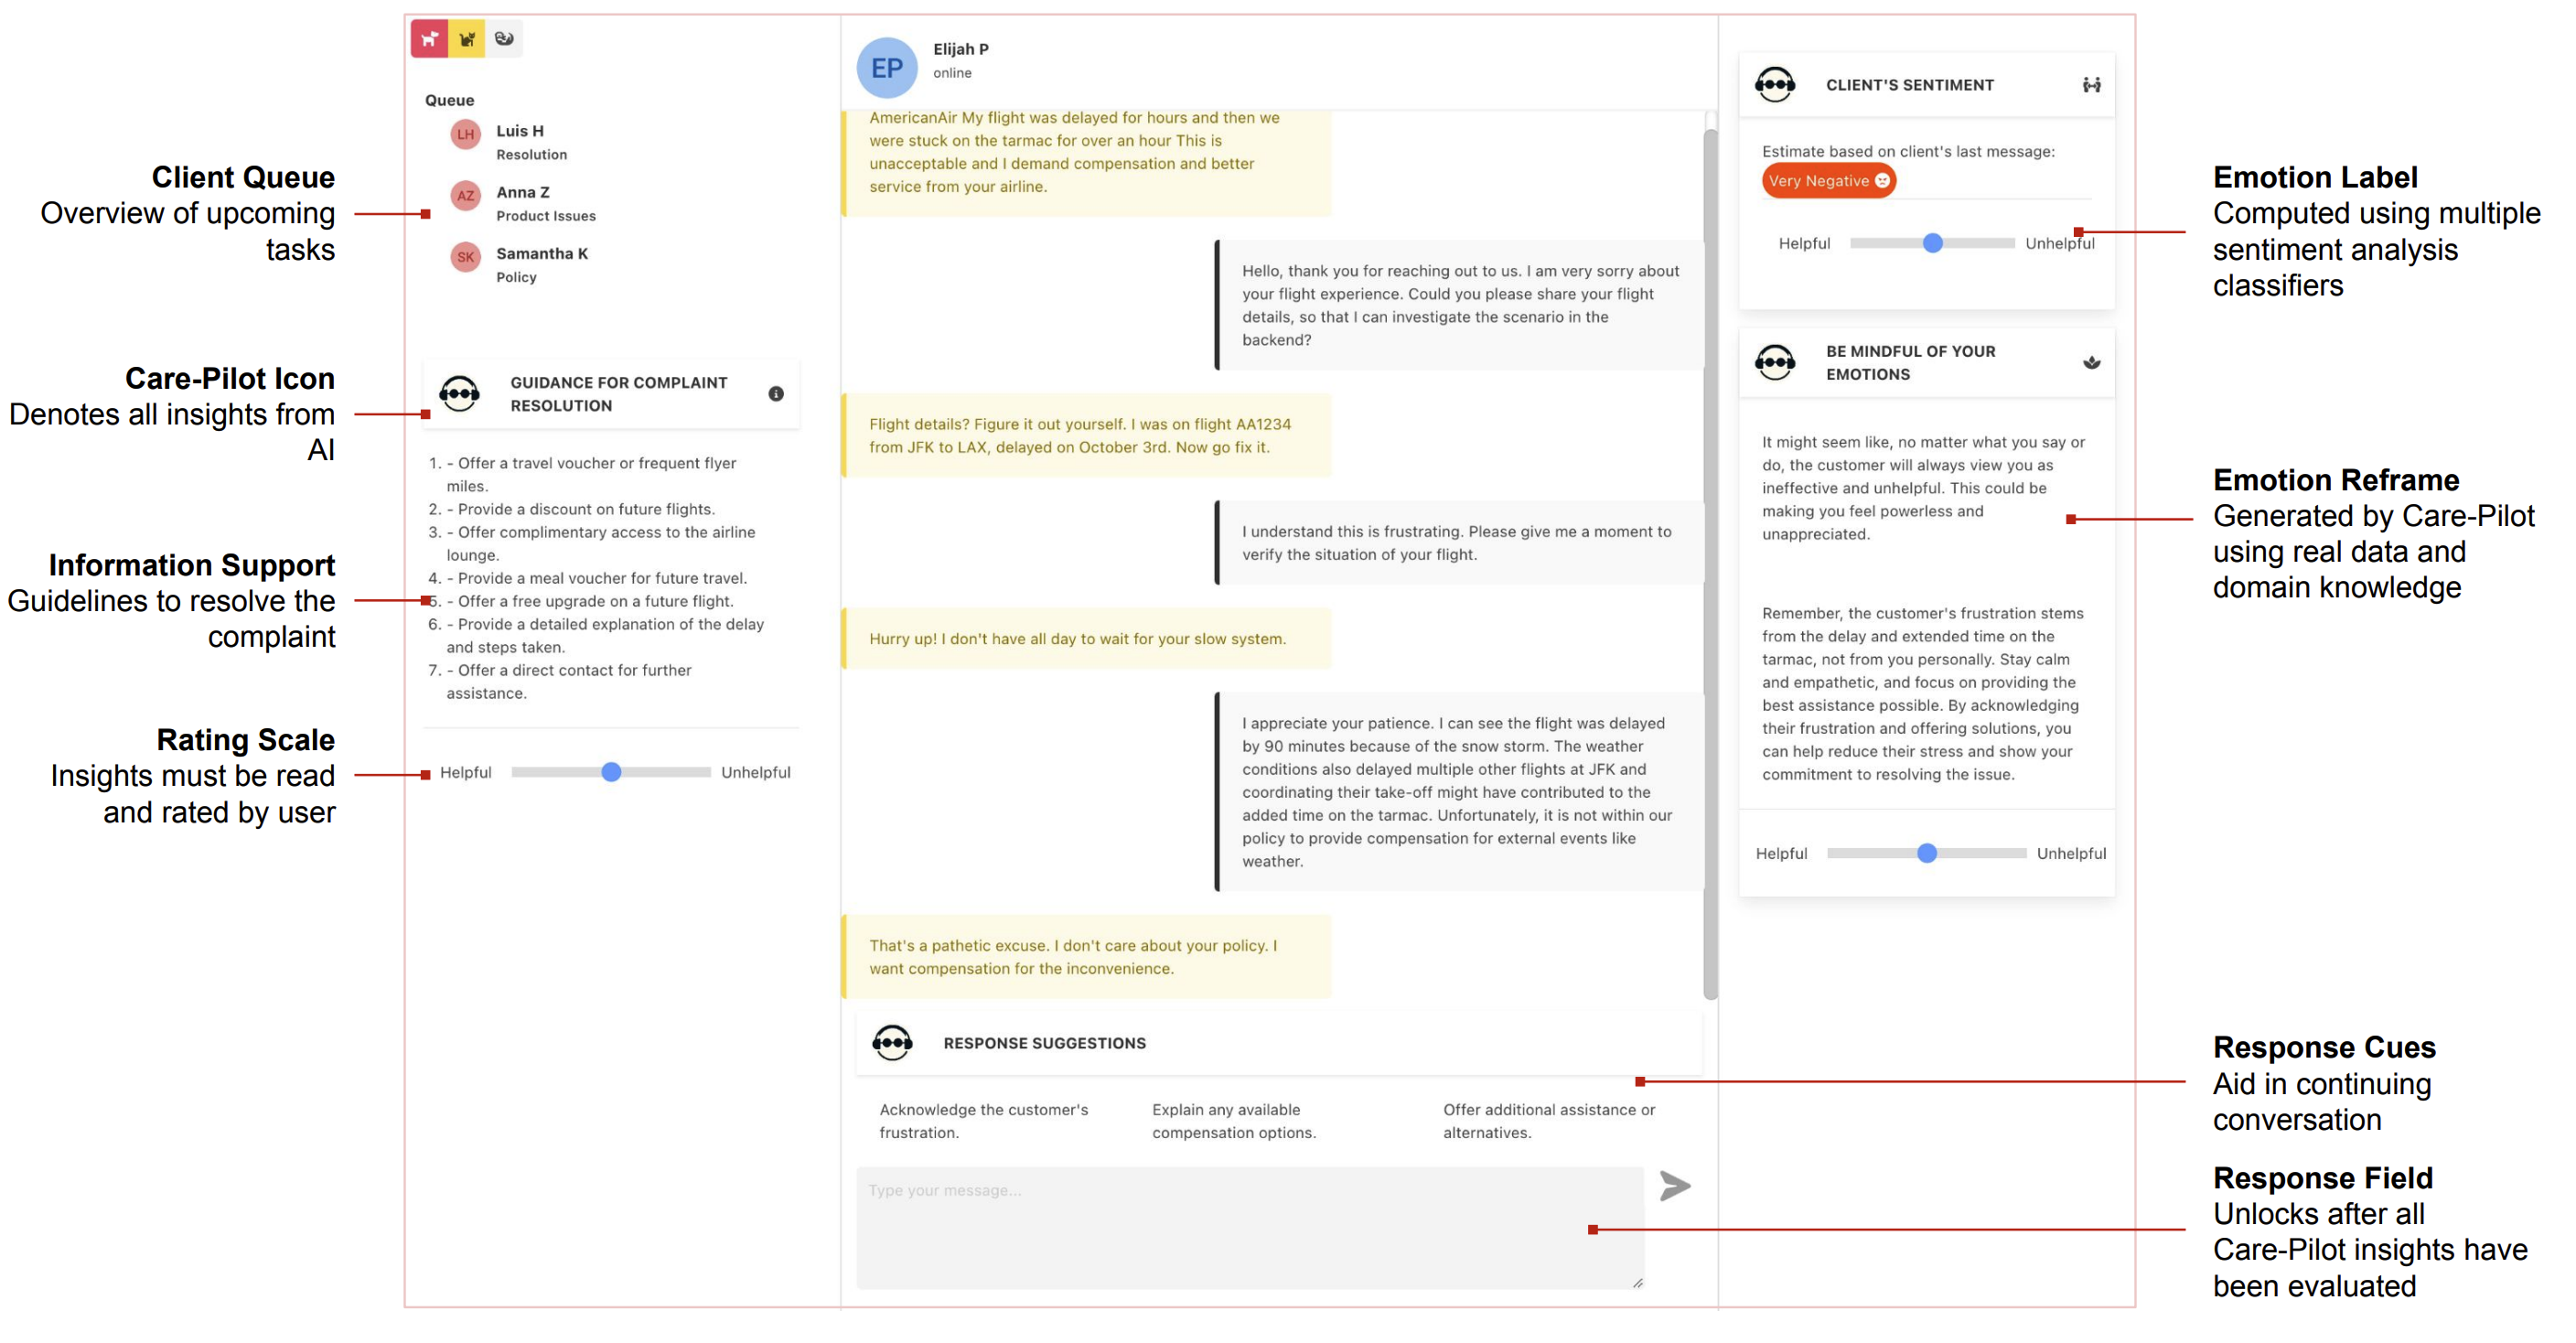 Client Queue
Overview of upcoming
tasks
Care-Pilot Icon
Denotes all insights from
AI
Information Support
Guidelines to resolve the
complaint
Rating Scale
Insights must be read
and rated by user
Queue
LH
Luis H
Resolution
AZ
Anna Z
Product Issues
SK
Samantha K
Policy
GUIDANCE FOR COMPLAINT
RESOLUTION
1. - Offer a travel voucher or frequent flyer
miles.
2. - Provide a discount on future flights.
3. - Offer complimentary access to the airline
lounge.
4. - Provide a meal voucher for future travel.
5. - Offer a free upgrade on a future flight.
6. - Provide a detailed explanation of the delay
and steps taken.
7. - Offer a direct contact for further
assistance.
Helpful Unhelpful
EP
Elijah P
online
AmericanAir My flight was delayed for hours and then we
were stuck on the tarmac for over an hour This is
unacceptable and I demand compensation and better
service from your airline.
Hello, thank you for reaching out to us. I am very sorry about
your flight experience. Could you please share your flight
details, so that I can investigate the scenario in the
backend?
Flight details? Figure it out yourself. I was on flight AA1234
from JFK to LAX, delayed on October 3rd. Now go fix it.
I understand this is frustrating. Please give me a moment to
verify the situation of your flight.
Hurry up! I don't have all day to wait for your slow system.
I appreciate your patience. I can see the flight was delayed
by 90 minutes because of the snow storm. The weather
conditions also delayed multiple other flights at JFK and
coordinating their take-off might have contributed to the
added time on the tarmac. Unfortunately, it is not within our
policy to provide compensation for external events like
weather.
That's a pathetic excuse. I don't care about your policy. I
want compensation for the inconvenience.
RESPONSE SUGGESTIONS
Acknowledge the customer's
frustration.
Explain any available
compensation options.
Offer additional assistance or
alternatives.
Type your message...
CLIENT'S SENTIMENT
Estimate based on client's last message:
Very Negative
Helpful Unhelpful
BE MINDFUL OF YOUR
EMOTIONS
It might seem like, no matter what you say or
do, the customer will always view you as
ineffective and unhelpful. This could be
making you feel powerless and
unappreciated.
Remember, the customer's frustration stems
from the delay and extended time on the
tarmac, not from you personally. Stay calm
and empathetic, and focus on providing the
best assistance possible. By acknowledging
their frustration and offering solutions, you
can help reduce their stress and show your
commitment to resolving the issue.
Helpful Unhelpful
Emotion Label
Computed using multiple
sentiment analysis
classifiers
Emotion Reframe
Generated by Care-Pilot
using real data and
domain knowledge
Response Cues
Aid in continuing
conversation
Response Field
Unlocks after all
Care-Pilot insights have
been evaluated